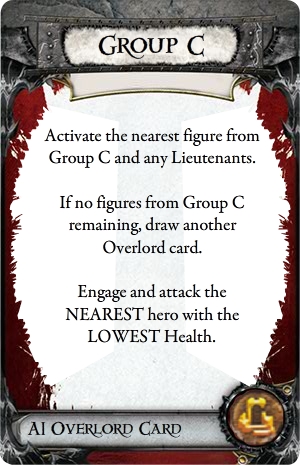 Group C
Activate the nearest figure from
Group C and any Lieutenants.
If no figures from Group C
remaining, draw another
Overlord card.
Engage and attack the
NEAREST hero with the
LOWEST Health.
AI Overlord Card